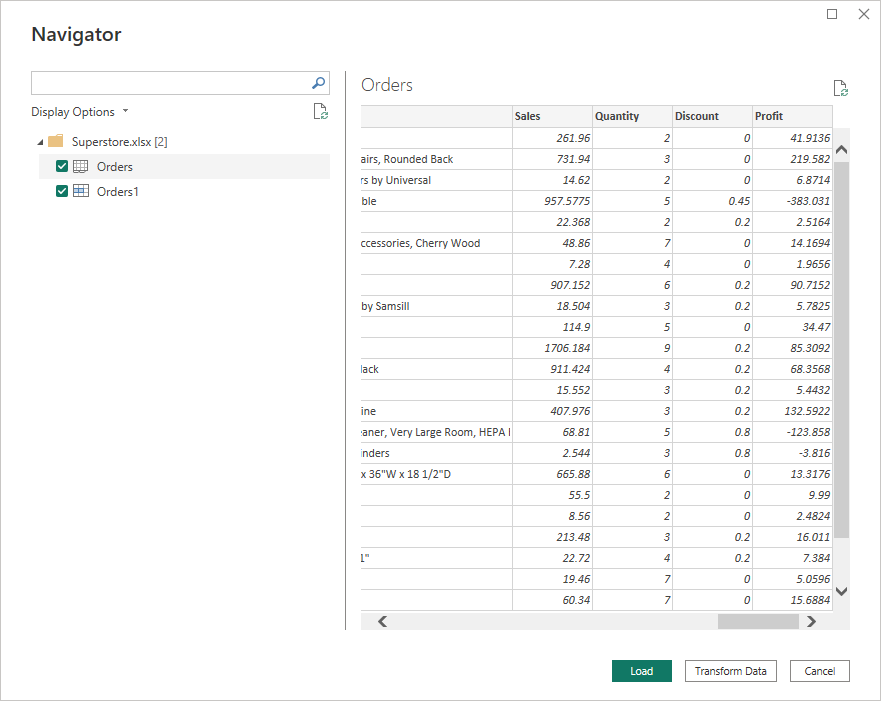 Navigator
Display Options
Superstore.xlsx [2]
Orders
Orders1
Orders
Sales Quantity Discount Profit
261.96 2 0 41.9136
airs, Rounded Back 731.94 3 0 219.582
rs by Universal 14.62 2 0 6.8714
ble 957.5775 5 0.45 -383.031
22.368 2 0.2 2.5164
ccessories, Cherry Wood 48.86 7 0 14.1694
7.28 4 0 1.9656
907.152 6 0.2 90.7152
by Samsill 18.504 3 0.2 5.7825
114.9 5 0 34.47
1706.184 9 0.2 85.3092
lack 911.424 4 0.2 68.3568
15.552 3 0.2 5.4432
ine 407.976 3 0.2 132.5922
eaner, Very Large Room, HEPA 68.81 5 0.8 -123.858
inders 2.544 3 0.8 -3.816
x 36"W x 18 1/2"D 665.88 6 0 13.3176
55.5 2 0 9.99
8.56 2 0 2.4824
213.48 3 0.2 16.011
1" 22.72 4 0.2 7.384
19.46 7 0 5.0596
60.34 7 0 15.6884
Load Transform Data Cancel